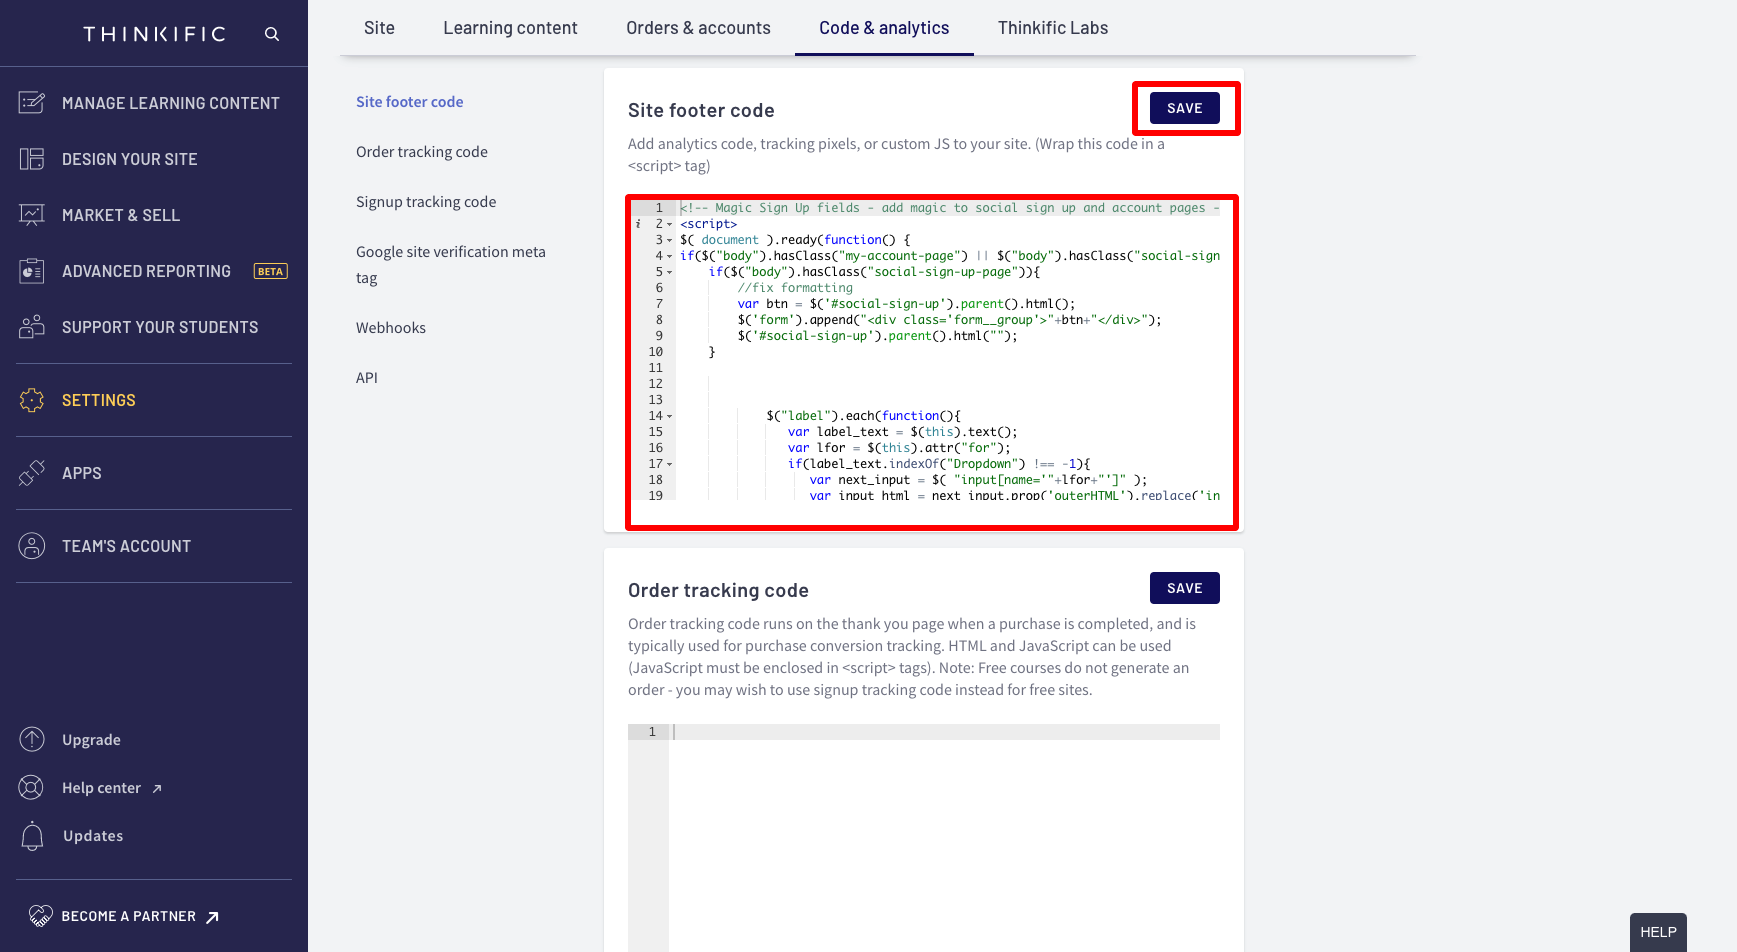 THINKIFIC
MANAGE LEARNING CONTENT
DESIGN YOUR SITE
MARKET & SELL
ADVANCED REPORTING BETA
SUPPORT YOUR STUDENTS
SETTINGS
APPS
TEAM'S ACCOUNT
Upgrade
Help center
Updates
BECOME A PARTNER
Site Learning content Orders & accounts Code & analytics Thinkific Labs
Site footer code
Order tracking code
Signup tracking code
Google site verification meta
tag
Webhooks
API
Site footer code
SAVE
Add analytics code, tracking pixels, or custom JS to your site. (Wrap this code in a
<script> tag)
1 <!-- Magic Sign Up fields - add magic to social sign up and account pages -
i 2 <script>
3 $( document ).ready(function() {
4 if($("body").hasClass("my-account-page") || $("body").hasClass("social-sign
5 if($("body").hasClass("social-sign-up-page")){
6 //fix formatting
7 var btn = $('#social-sign-up').parent().html();
8 $('form').append("<div class='form__group'>"+btn+"</div>");
9 $('#social-sign-up').parent().html("");
10 }
11
12
13
14 $("label").each(function(){
15 var label_text = $(this).text();
16 var lfor = $(this).attr("for");
17 if(label_text.indexOf("Dropdown") !== -1){
18 var next_input = $( "input[name='"+lfor+"']" );
19 var input_html = next_input.prop('outerHTML').replace('in
Order tracking code
SAVE
Order tracking code runs on the thank you page when a purchase is completed, and is
typically used for purchase conversion tracking. HTML and JavaScript can be used
(JavaScript must be enclosed in <script> tags). Note: Free courses do not generate an
order - you may wish to use signup tracking code instead for free sites.
1
HELP